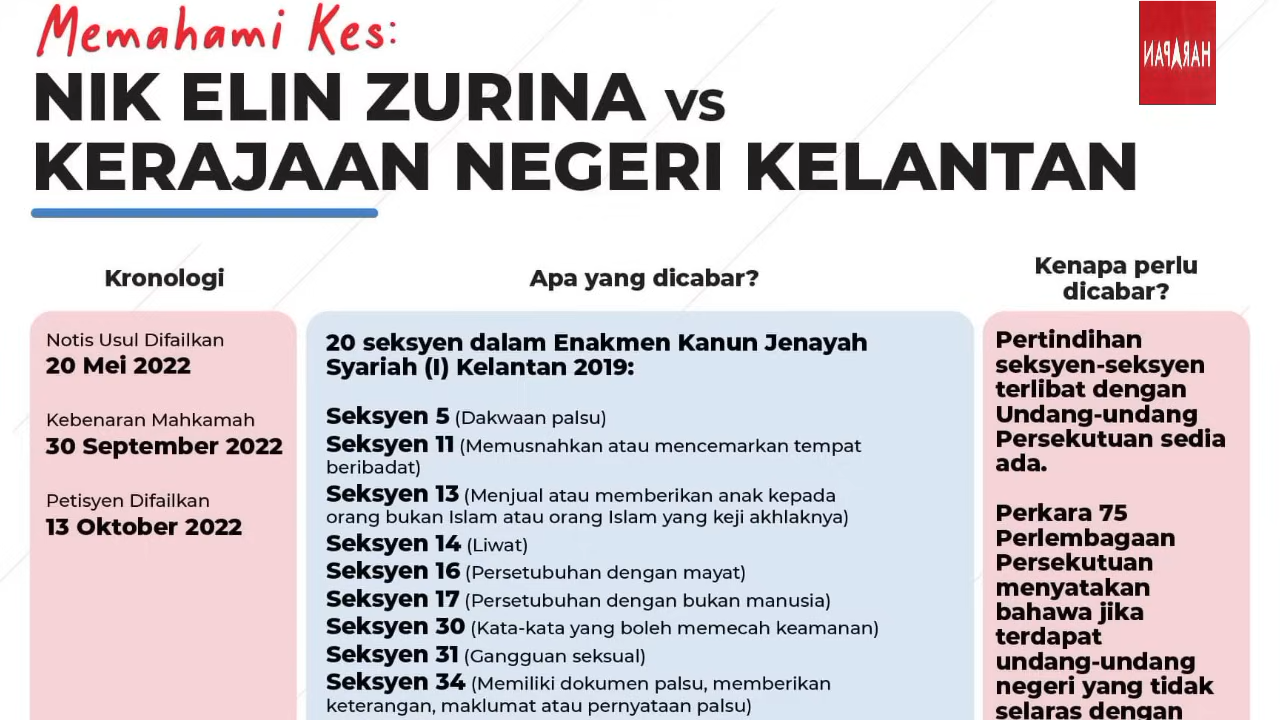 Memahami Kes:
HARAPAN
NIK ELIN ZURINA VS
KERAJAAN NEGERI KELANTAN
Kronologi
Notis Usul Difailkan
20 Mei 2022
Kebenaran Mahkamah
30 September 2022
Petisyen Difailkan
13 Oktober 2022
Apa yang dicabar?
20 seksyen dalam Enakmen Kanun Jenayah
Syariah (I) Kelantan 2019:
Seksyen 5 (Dakwaan palsu)
Seksyen 11 (Memusnahkan atau mencemarkan tempat
beribadat)
Seksyen 13 (Menjual atau memberikan anak kepada
orang bukan Islam atau orang Islam yang keji akhlaknya)
Seksyen 14 (Liwat)
Seksyen 16 (Persetubuhan dengan mayat)
Seksyen 17 (Persetubuhan dengan bukan manusia)
Seksyen 30 (Kata-kata yang boleh memecah keamanan)
Seksyen 31 (Gangguan seksual)
Seksyen 34 (Memiliki dokumen palsu, memberikan
keterangan, maklumat atau pernyataan palsu)
Kenapa perlu
dicabar?
Pertindihan
seksyen-seksyen
terlibat dengan
Undang-undang
Persekutuan sedia
ada.
Perkara 75
Perlembagaan
Persekutuan
menyatakan
bahawa jika
terdapat
undang-undang
negeri yang tidak
selaras dengan